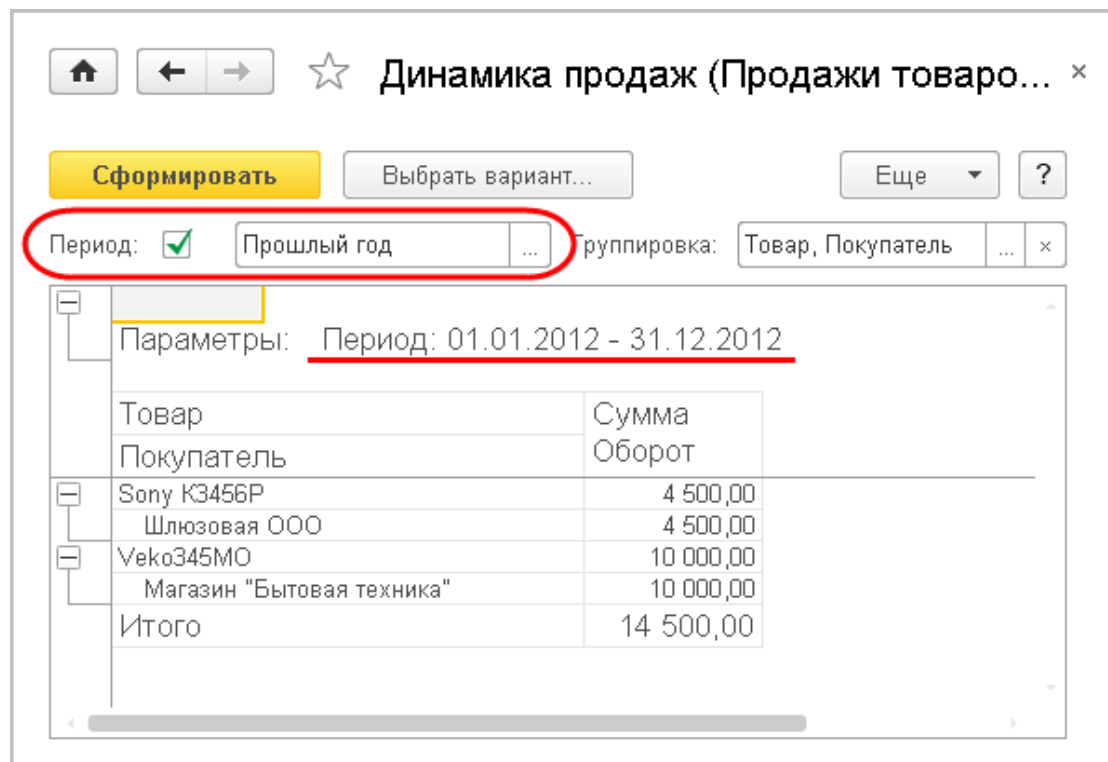 Динамика продаж (Продажи товаро... ×
Сформировать Выбрать вариант... Еще ?
Период: Прошлый год ... Группировка: Товар, Покупатель ... ×
Параметры: Период: 01.01.2012 - 31.12.2012
Товар Сумма
Покупатель Оборот
Sony К3456Р 4 500,00
Шлюзовая ООО 4 500,00
Veko345МО 10 000,00
Магазин "Бытовая техника" 10 000,00
Итого 14 500,00